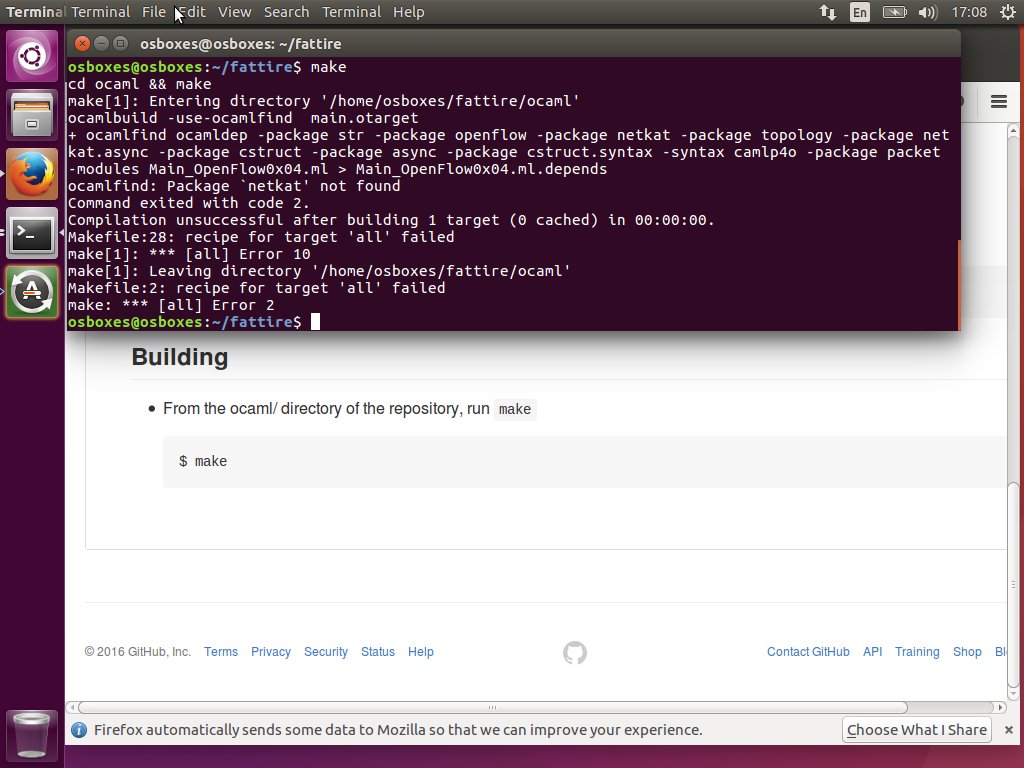 Terminal Terminal File Edit View Search Terminal Help En 17:08
osboxes@osboxes: ~/fattire
osboxes@osboxes:~/fattire$ make
cd ocaml && make
make[1]: Entering directory '/home/osboxes/fattire/ocaml'
ocamlbuild -use-ocamlfind  main.otarget
+ ocamlfind ocamldep -package str -package openflow -package netkat -package topology -package net
kat.async -package cstruct -package async -package cstruct.syntax -syntax camlp4o -package packet
-modules Main_OpenFlow0x04.ml > Main_OpenFlow0x04.ml.depends
ocamlfind: Package `netkat' not found
Command exited with code 2.
Compilation unsuccessful after building 1 target (0 cached) in 00:00:00.
Makefile:28: recipe for target 'all' failed
make[1]: *** [all] Error 10
make[1]: Leaving directory '/home/osboxes/fattire/ocaml'
Makefile:2: recipe for target 'all' failed
make: *** [all] Error 2
osboxes@osboxes:~/fattire$
Building
• From the ocaml/ directory of the repository, run make
$ make
© 2016 GitHub, Inc. Terms Privacy Security Status Help Contact GitHub API Training Shop
Firefox automatically sends some data to Mozilla so that we can improve your experience. Choose What I Share